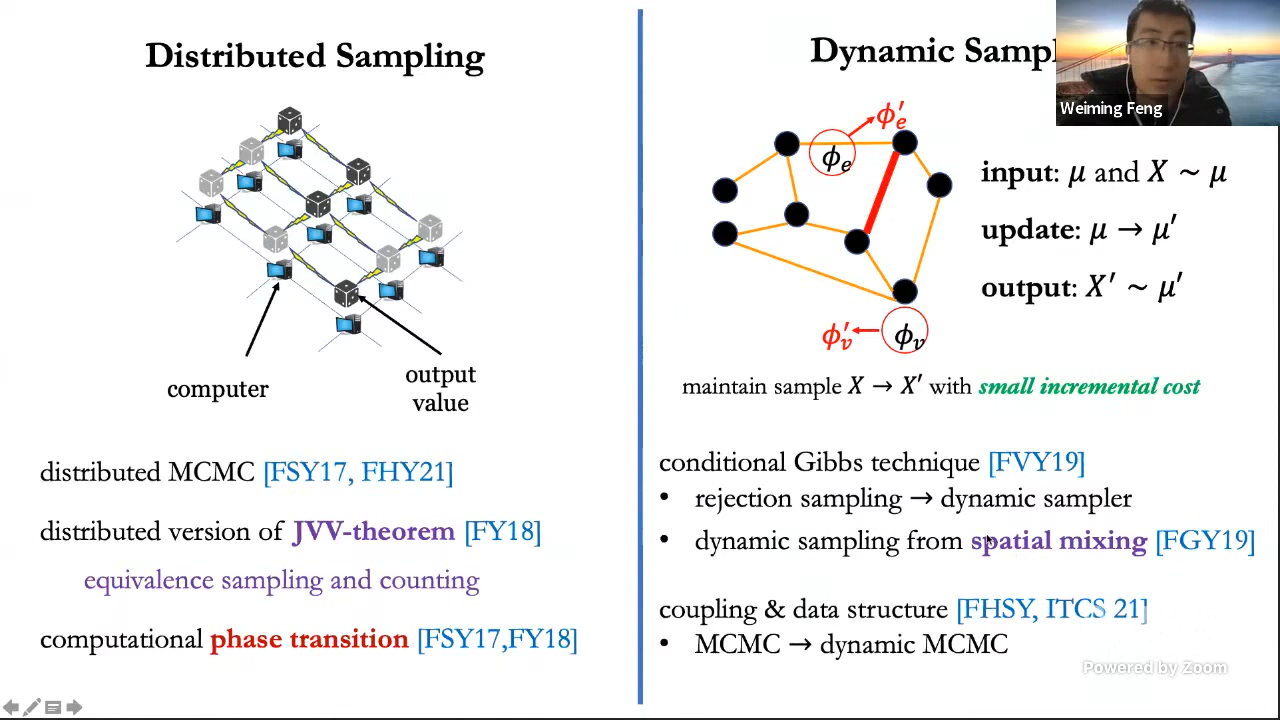 Distributed Sampling
computer
output
value
distributed MCMC [FSY17, FHY21]
distributed version of JVV-theorem [FY18]
equivalence sampling and counting
computational phase transition [FSY17,FY18]
Dynamic Sampl
Weiming Feng
ϕ′ₑ
ϕₑ
input: μ and X ∼ μ
update: μ → μ′
output: X′ ∼ μ′
ϕ′ᵥ ϕᵥ
maintain sample X → X′ with small incremental cost
conditional Gibbs technique [FVY19]
• rejection sampling → dynamic sampler
• dynamic sampling from spatial mixing [FGY19]
coupling & data structure [FHSY, ITCS 21]
• MCMC → dynamic MCMC
Powered by Zoom